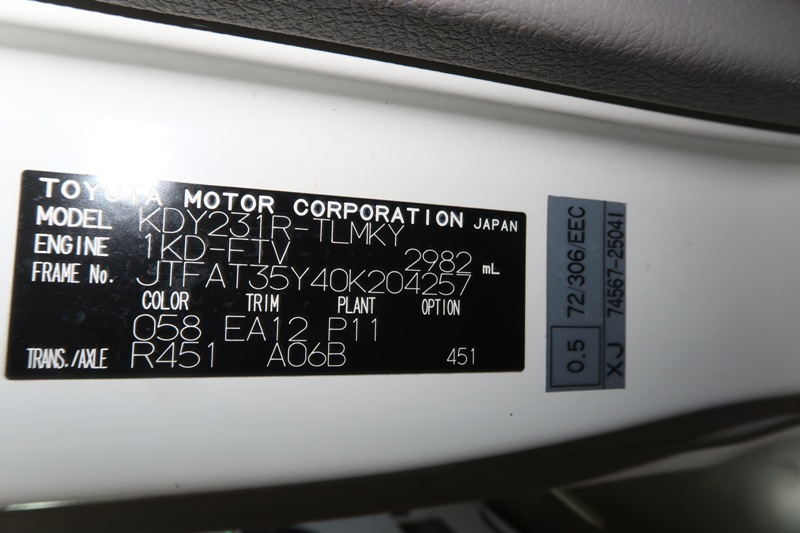 TOYOTA MOTOR CORPORATION JAPAN
MODEL KDY231R-TLMKY
ENGINE 1KD-FTV 2982 mL
FRAME No. JTFAT35Y40K204257
COLOR TRIM PLANT OPTION
058 EA12 P11
TRANS./AXLE R451 A06B 451
0.5 72/306/EEC
XJ 74567-25041